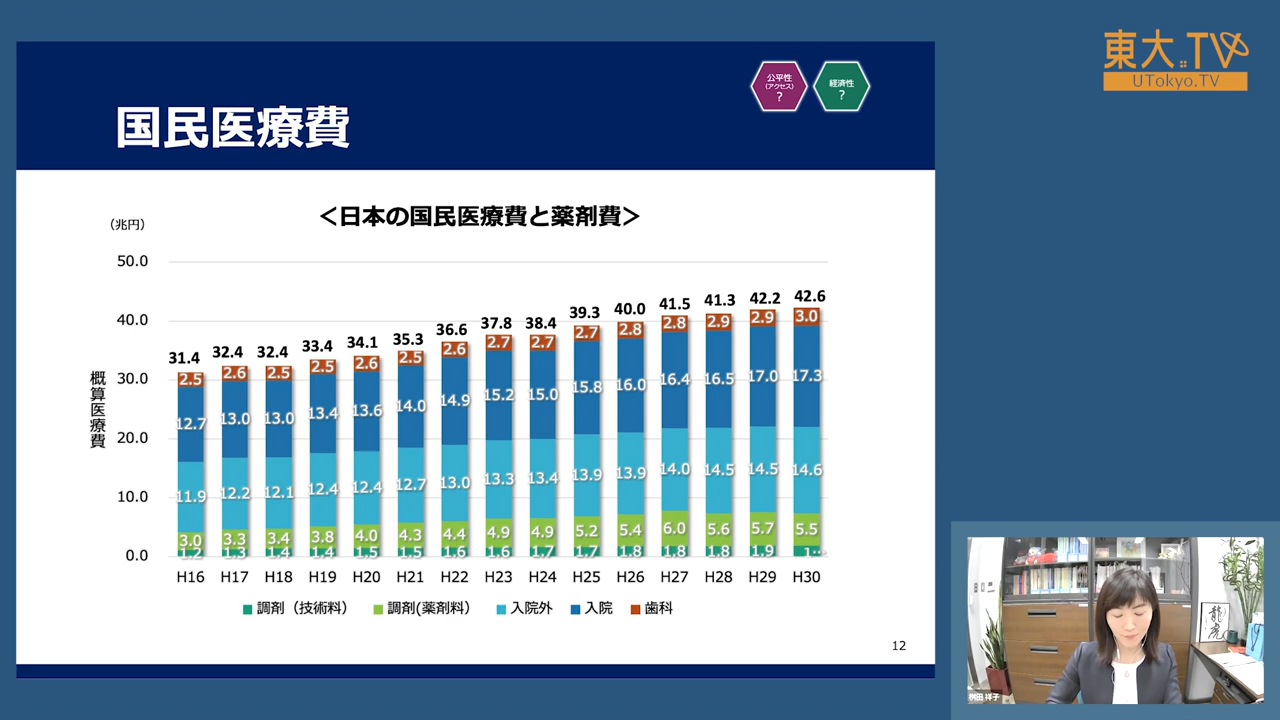 東大TV
UTokyo.TV
公平性
(アクセス)
?
経済性
?
国民医療費
＜日本の国民医療費と薬剤費＞
（兆円）
概算医療費
50.0
40.0
30.0
20.0
10.0
0.0
31.4 32.4 32.4 33.4 34.1 35.3 36.6 37.8 38.4 39.3 40.0 41.5 41.3 42.2 42.6
2.5 2.6 2.5 2.5 2.6 2.5 2.6 2.7 2.7 2.7 2.8 2.8 2.9 2.9 3.0
12.7 13.0 13.0 13.4 13.6 14.0 14.9 15.2 15.0 15.8 16.0 16.4 16.5 17.0 17.3
11.9 12.2 12.1 12.4 12.4 12.7 13.0 13.3 13.4 13.9 13.9 14.0 14.5 14.5 14.6
3.0 3.3 3.4 3.8 4.0 4.3 4.4 4.9 4.9 5.2 5.4 6.0 5.6 5.7 5.5
1.2 1.3 1.4 1.4 1.5 1.5 1.6 1.6 1.7 1.7 1.8 1.8 1.8 1.9 1…
H16 H17 H18 H19 H20 H21 H22 H23 H24 H25 H26 H27 H28 H29 H30
調剤（技術料） 調剤(薬剤料） 入院外 入院 歯科
12
龍虎
桝田 祥子